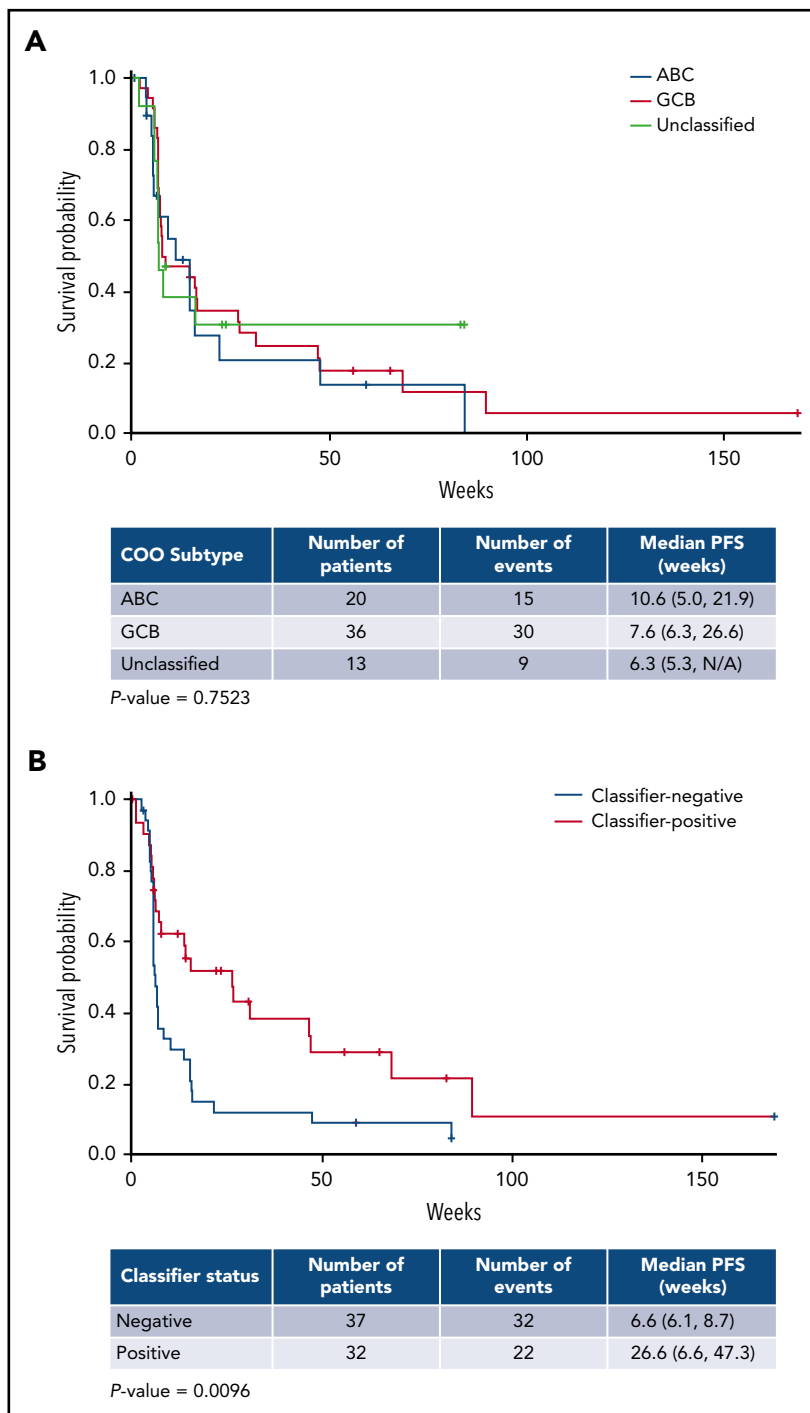 A
1.0
0.8
0.6
0.4
0.2
0.0
Survival probability
ABC
GCB
Unclassified
0 50 100 150
Weeks
COO Subtype Number of patients Number of events Median PFS (weeks)
ABC 20 15 10.6 (5.0, 21.9)
GCB 36 30 7.6 (6.3, 26.6)
Unclassified 13 9 6.3 (5.3, N/A)
P-value = 0.7523
B
1.0
0.8
0.6
0.4
0.2
0.0
Survival probability
Classifier-negative
Classifier-positive
0 50 100 150
Weeks
Classifier status Number of patients Number of events Median PFS (weeks)
Negative 37 32 6.6 (6.1, 8.7)
Positive 32 22 26.6 (6.6, 47.3)
P-value = 0.0096